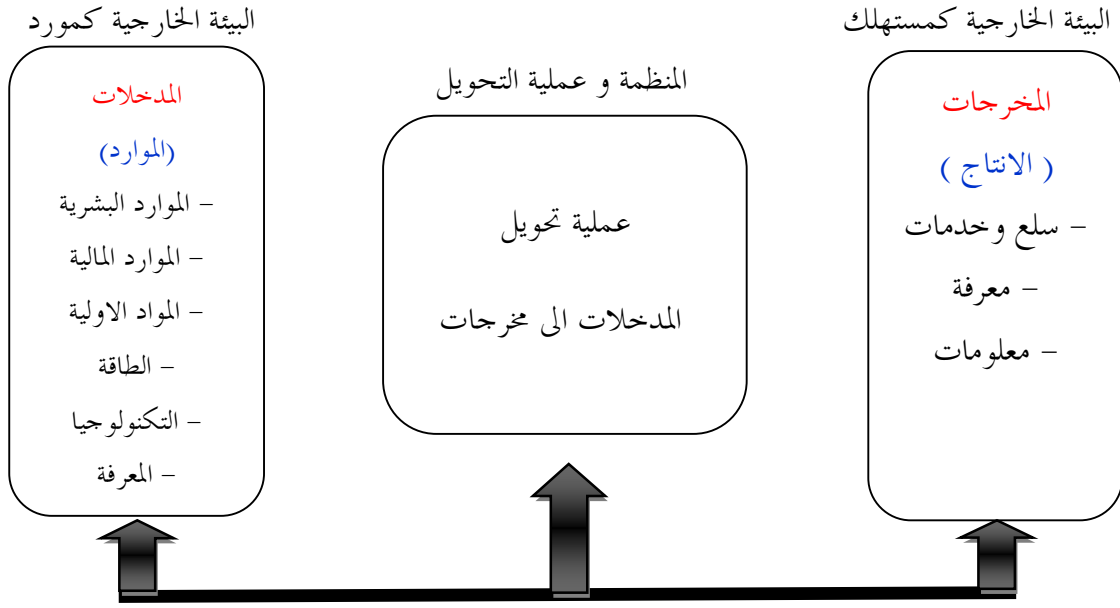 البيئة الخارجية كمستهلك
المخرجات
( الانتاج )
– سلع وخدمات
– معرفة
– معلومات
المنظمة و عملية التحويل
عملية تحويل
المدخلات الى مخرجات
البيئة الخارجية كمورد
المدخلات
(الموارد)
– الموارد البشرية
– الموارد المالية
– المواد الاولية
– الطاقة
– التكنولوجيا
– المعرفة